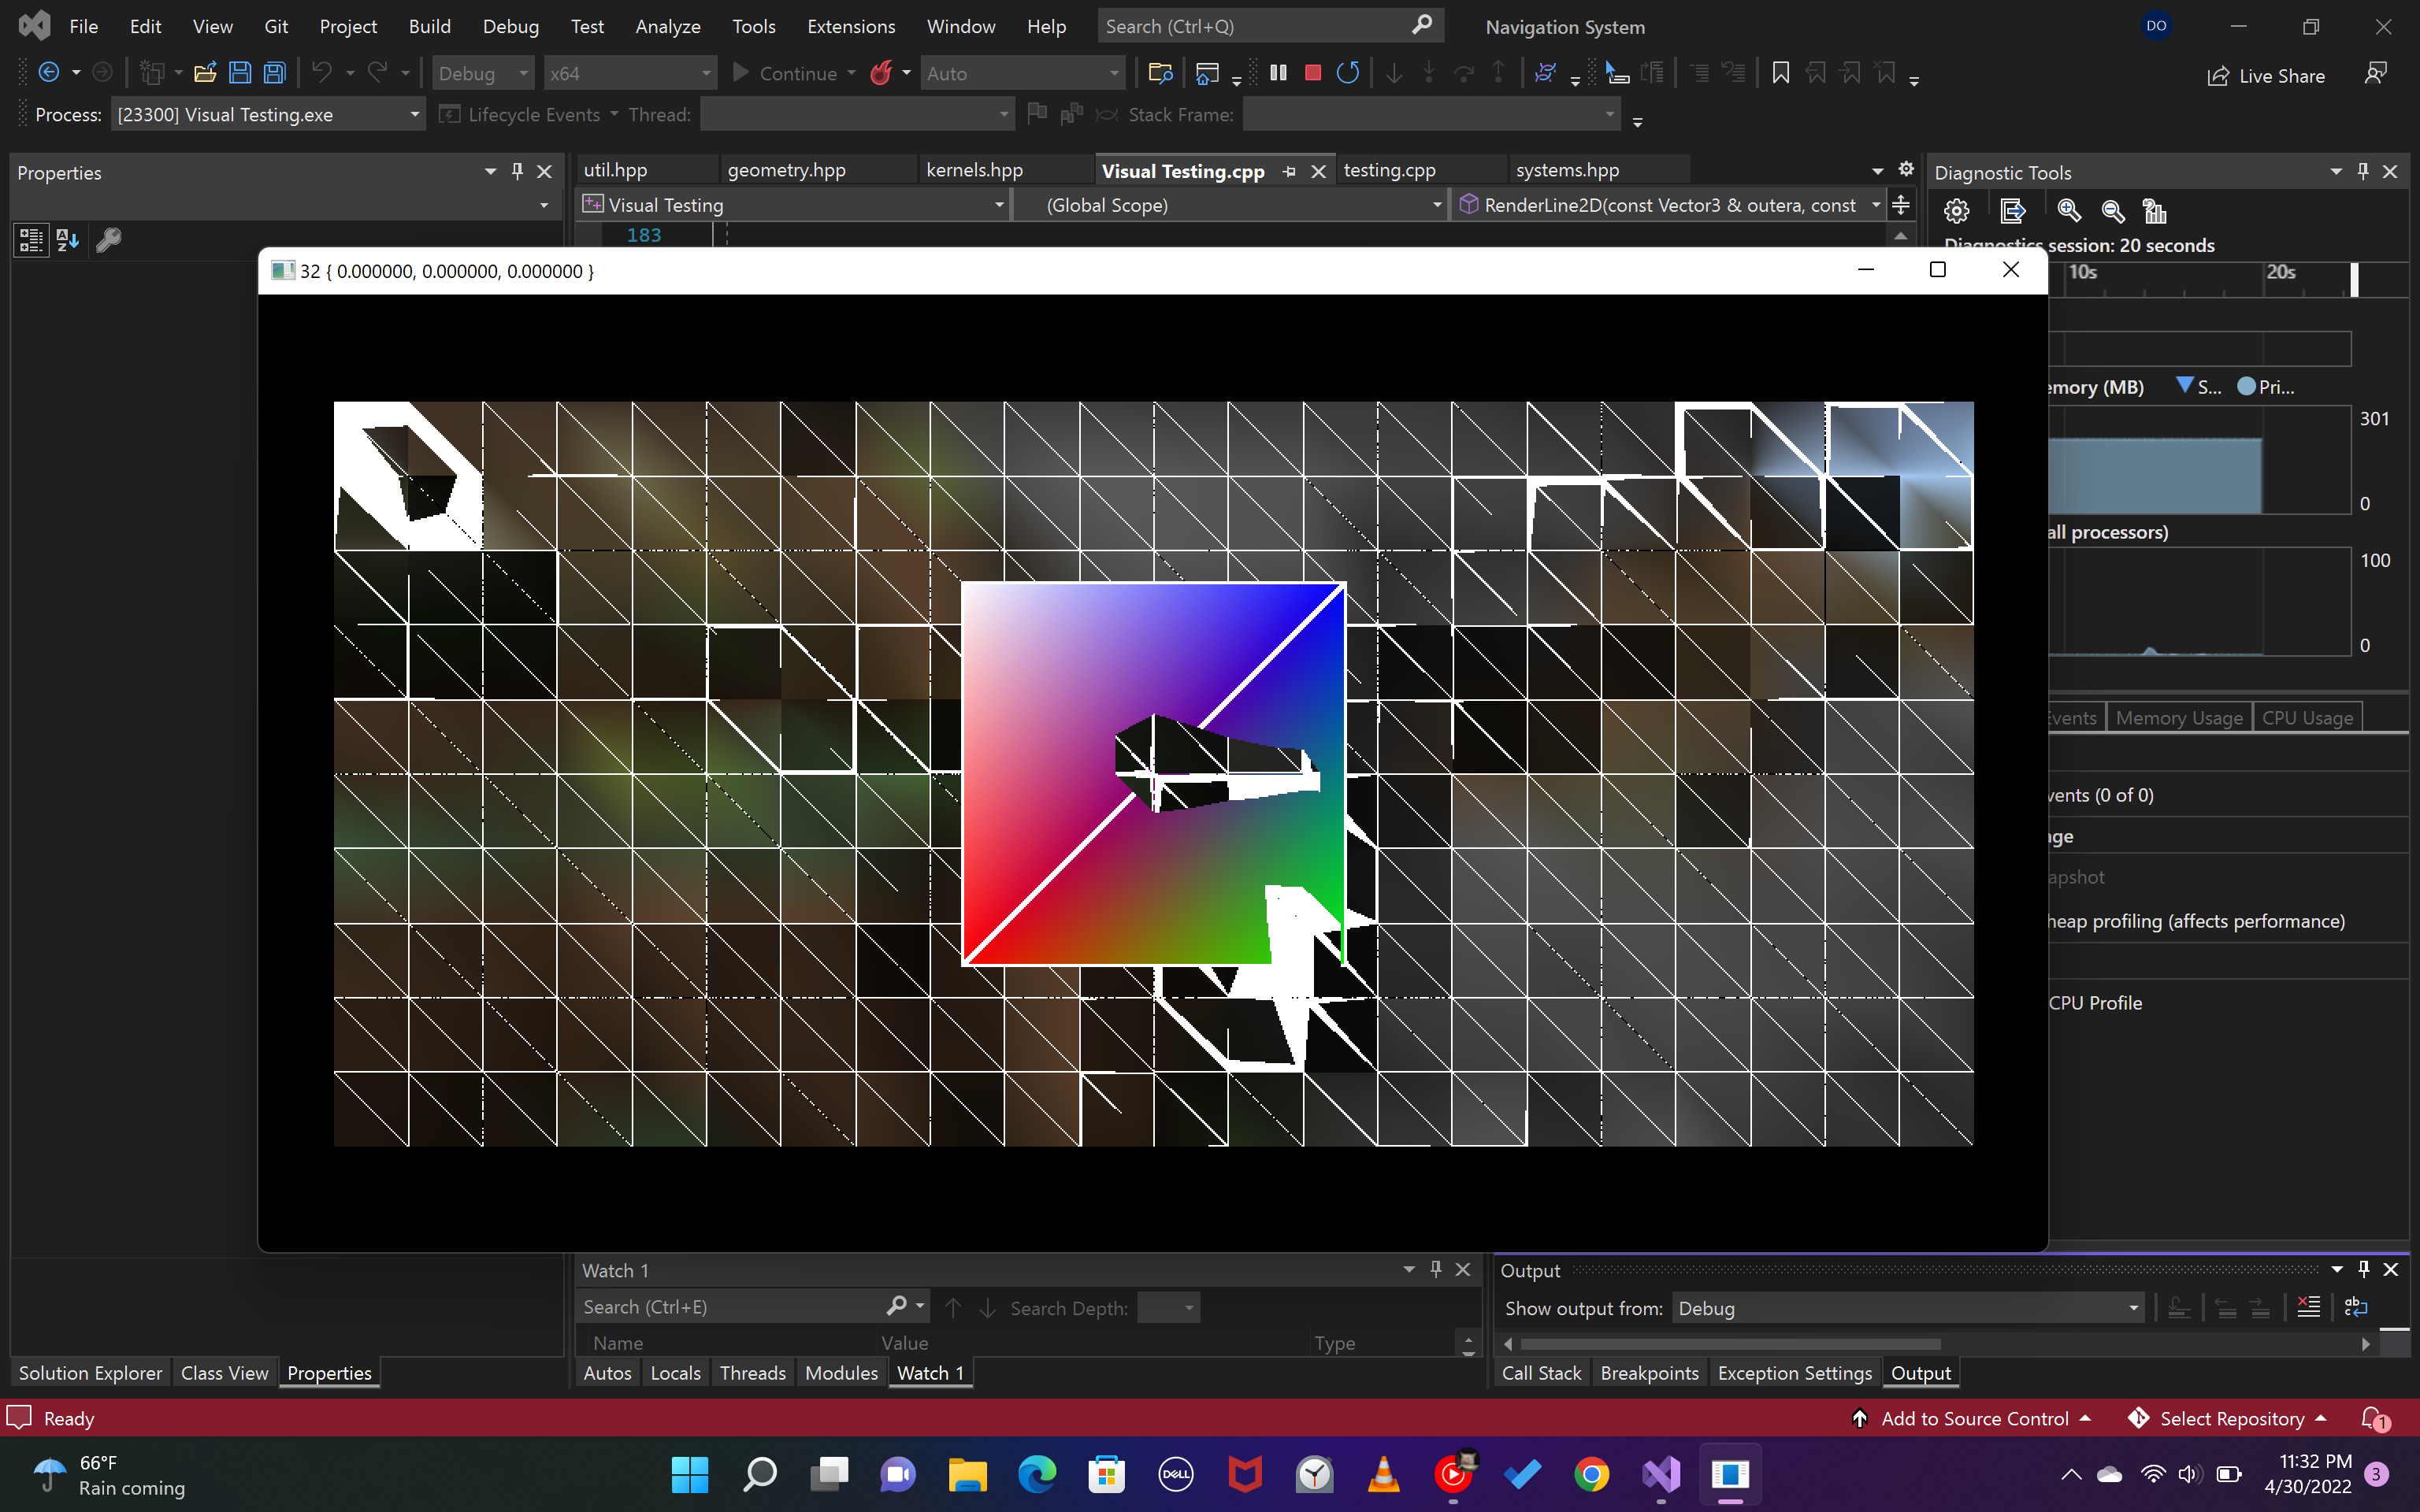 File Edit View Git Project Build Debug Test Analyze Tools Extensions Window Help Search (Ctrl+Q) Navigation System DO
Debug x64 Continue Auto Live Share
Process: [23300] Visual Testing.exe Lifecycle Events Thread: Stack Frame:
Properties
util.hpp geometry.hpp kernels.hpp Visual Testing.cpp testing.cpp systems.hpp
Diagnostic Tools
Visual Testing (Global Scope) RenderLine2D(const Vector3 & outera, const
183
session: 20 seconds
32 { 0.000000, 0.000000, 0.000000 }
10s 20s
emory (MB) S... Pri...
301
0
all processors)
100
0
vents Memory Usage CPU Usage
vents (0 of 0)
ge
apshot
heap profiling (affects performance)
CPU Profile
Watch 1
Search (Ctrl+E) Search Depth:
Name Value Type
Output
Show output from: Debug
Solution Explorer Class View Properties
Autos Locals Threads Modules Watch 1
Call Stack Breakpoints Exception Settings Output
Ready Add to Source Control Select Repository 1
66°F
Rain coming
DELL
11:32 PM
4/30/2022
3